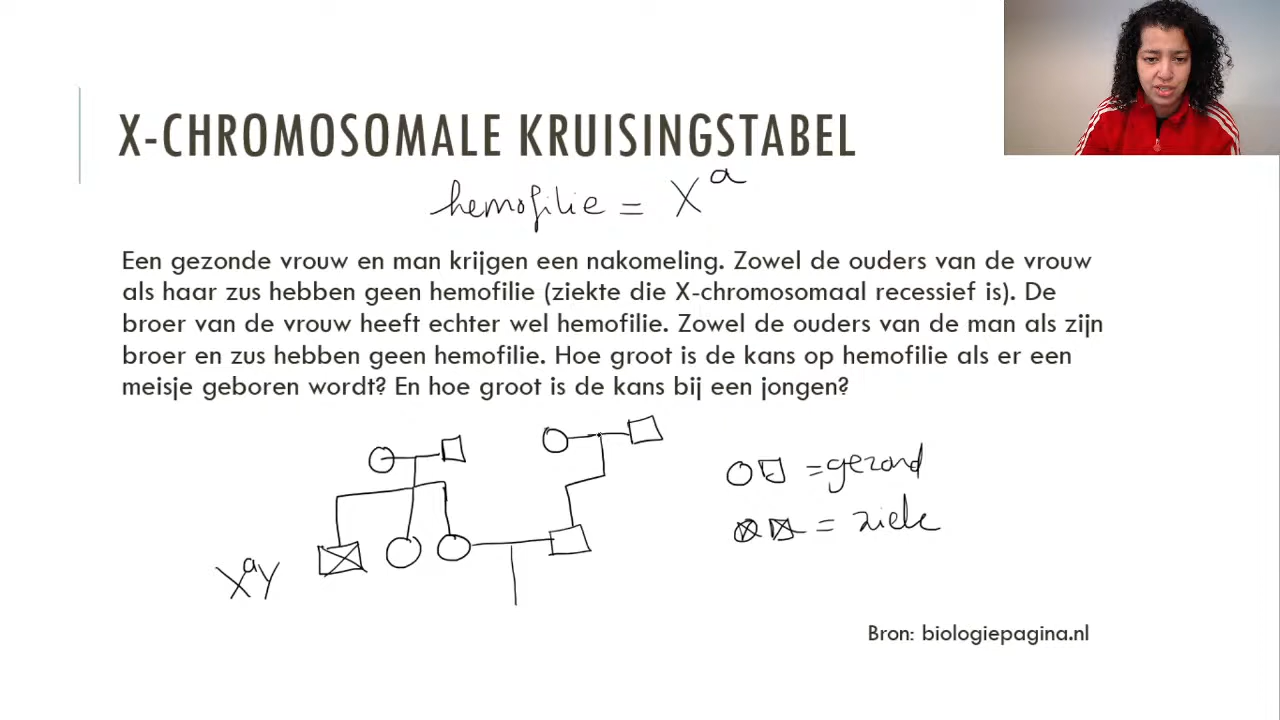 X-CHROMOSOMALE KRUISINGSTABEL
hemofilie = Xᵃ
Een gezonde vrouw en man krijgen een nakomeling. Zowel de ouders van de vrouw
als haar zus hebben geen hemofilie (ziekte die X-chromosomaal recessief is). De
broer van de vrouw heeft echter wel hemofilie. Zowel de ouders van de man als zijn
broer en zus hebben geen hemofilie. Hoe groot is de kans op hemofilie als er een
meisje geboren wordt? En hoe groot is de kans bij een jongen?
= gezond
= ziek
XᵃY
Bron: biologiepagina.nl